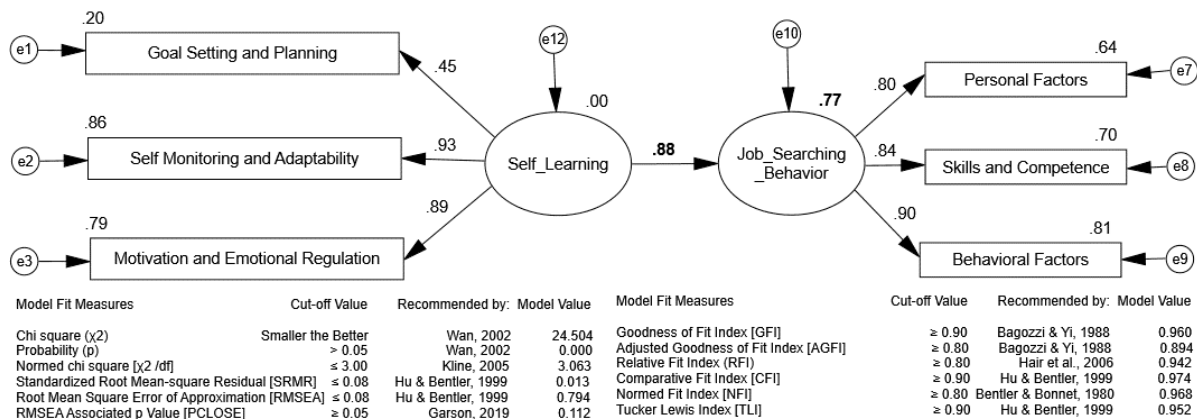 .20
e1
Goal Setting and Planning
.45
e12
.00
e10
.77
.64
e7
Personal Factors
.80
.86
e2
Self Monitoring and Adaptability
.93
Self_Learning
.88
Job_Searching
_Behavior
.84
.70
Skills and Competence
e8
.89
.79
e3
Motivation and Emotional Regulation
.90
.81
Behavioral Factors
e9
Model Fit Measures Cut-off Value Recommended by: Model Value
Chi square (χ2) Smaller the Better Wan, 2002 24.504
Probability (p) > 0.05 Wan, 2002 0.000
Normed chi square [χ2 /df] ≤ 3.00 Kline, 2005 3.063
Standardized Root Mean-square Residual [SRMR] ≤ 0.08 Hu & Bentler, 1999 0.013
Root Mean Square Error of Approximation [RMSEA] ≤ 0.08 Hu & Bentler, 1999 0.794
RMSEA Associated p Value [PCLOSE] ≥ 0.05 Garson, 2019 0.112
Model Fit Measures Cut-off Value Recommended by: Model Value
Goodness of Fit Index [GFI] ≥ 0.90 Bagozzi & Yi, 1988 0.960
Adjusted Goodness of Fit Index [AGFI] ≥ 0.80 Bagozzi & Yi, 1988 0.894
Relative Fit Index (RFI] ≥ 0.80 Hair et al., 2006 0.942
Comparative Fit Index [CFI] ≥ 0.90 Hu & Bentler, 1999 0.974
Normed Fit Index [NFI] ≥ 0.80 Bentler & Bonnet, 1980 0.968
Tucker Lewis Index [TLI] ≥ 0.90 Hu & Bentler, 1999 0.952